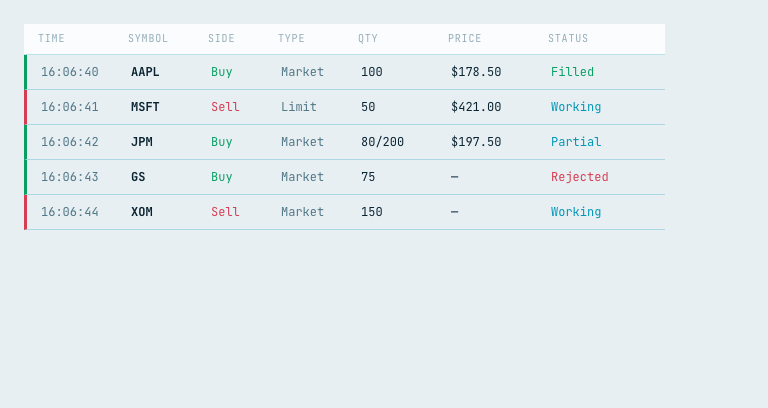 TIME SYMBOL SIDE TYPE QTY PRICE STATUS
16:06:40 AAPL Buy Market 100 $178.50 Filled
16:06:41 MSFT Sell Limit 50 $421.00 Working
16:06:42 JPM Buy Market 80/200 $197.50 Partial
16:06:43 GS Buy Market 75 — Rejected
16:06:44 XOM Sell Market 150 — Working